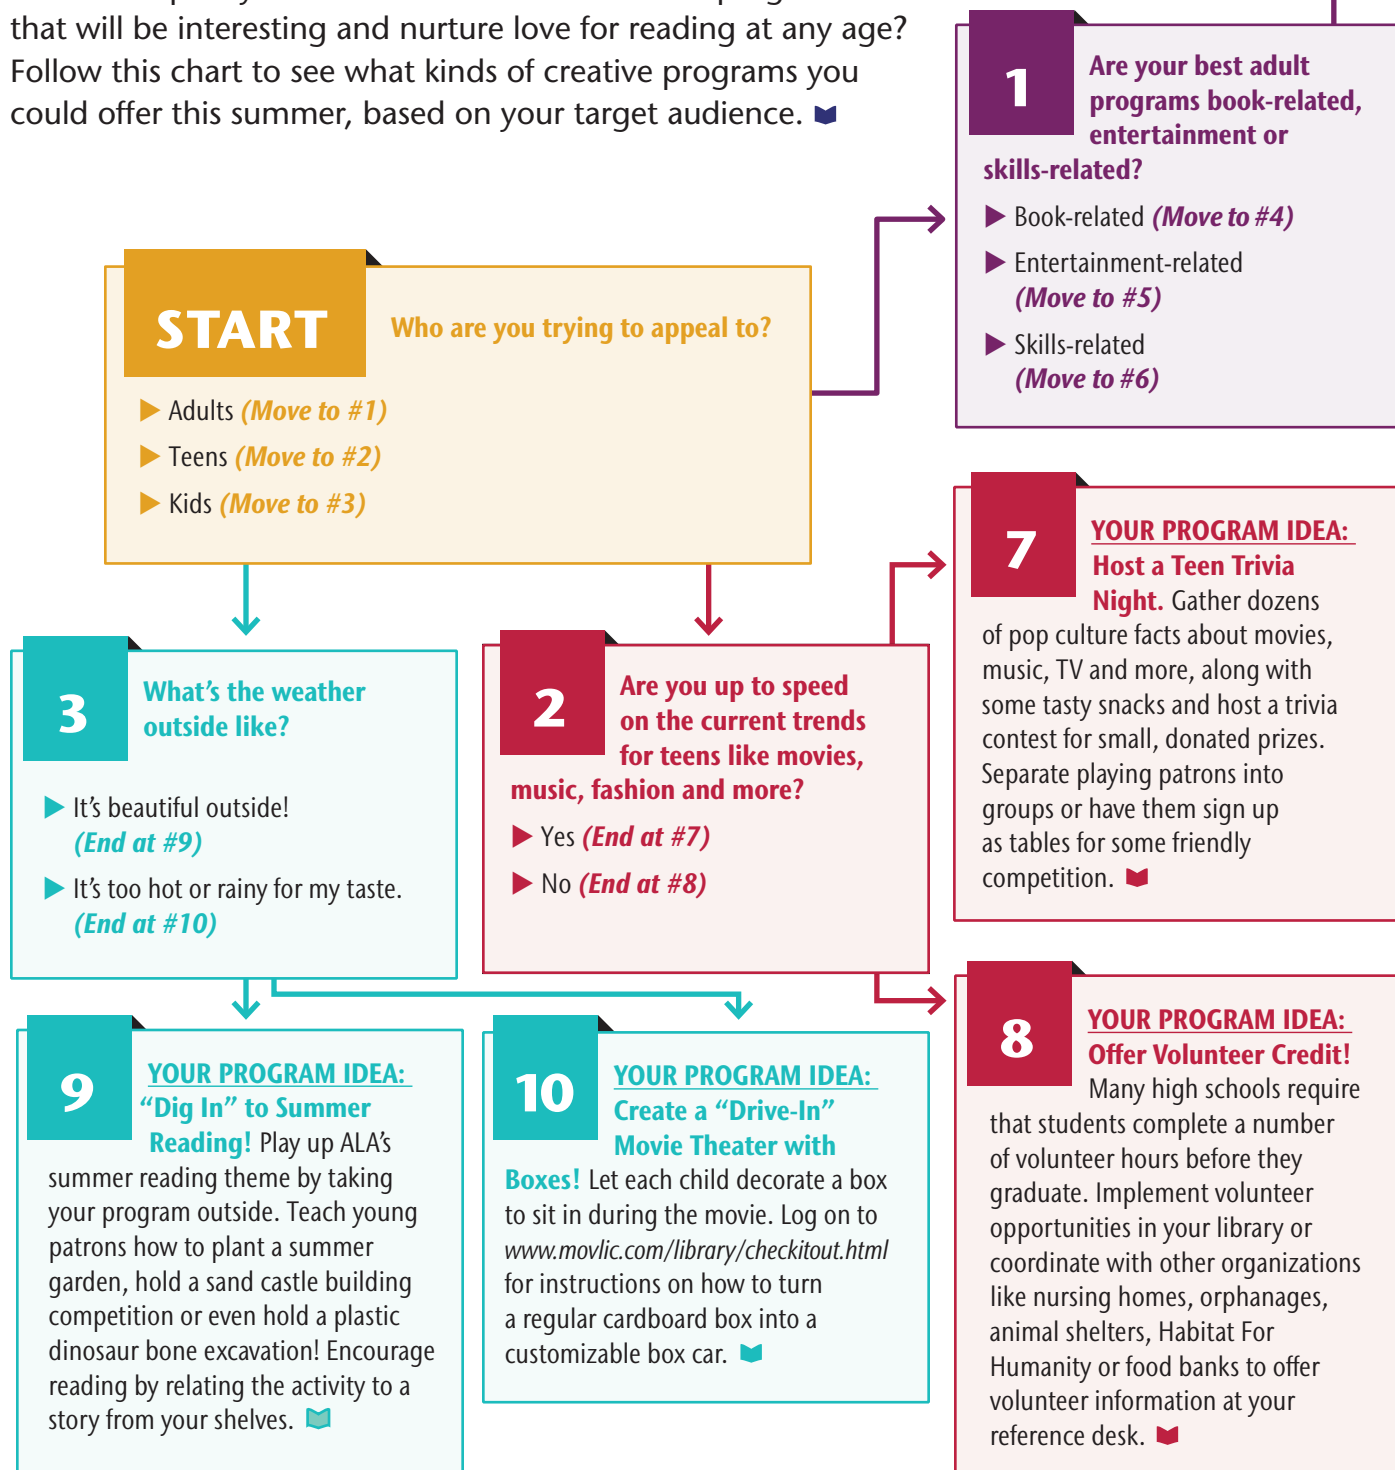 that will be interesting and nurture love for reading at any age?
Follow this chart to see what kinds of creative programs you
could offer this summer, based on your target audience.
START
Who are you trying to appeal to?
Adults (Move to #1)
Teens (Move to #2)
Kids (Move to #3)
1
Are your best adult
programs book-related,
entertainment or
skills-related?
Book-related (Move to #4)
Entertainment-related
(Move to #5)
Skills-related
(Move to #6)
3
What’s the weather
outside like?
It’s beautiful outside!
(End at #9)
It’s too hot or rainy for my taste.
(End at #10)
2
Are you up to speed
on the current trends
for teens like movies,
music, fashion and more?
Yes (End at #7)
No (End at #8)
7
YOUR PROGRAM IDEA:
Host a Teen Trivia
Night. Gather dozens
of pop culture facts about movies,
music, TV and more, along with
some tasty snacks and host a trivia
contest for small, donated prizes.
Separate playing patrons into
groups or have them sign up
as tables for some friendly
competition.
9
YOUR PROGRAM IDEA:
“Dig In” to Summer
Reading! Play up ALA’s
summer reading theme by taking
your program outside. Teach young
patrons how to plant a summer
garden, hold a sand castle building
competition or even hold a plastic
dinosaur bone excavation! Encourage
reading by relating the activity to a
story from your shelves.
10
YOUR PROGRAM IDEA:
Create a “Drive-In”
Movie Theater with
Boxes! Let each child decorate a box
to sit in during the movie. Log on to
www.movlic.com/library/checkitout.html
for instructions on how to turn
a regular cardboard box into a
customizable box car.
8
YOUR PROGRAM IDEA:
Offer Volunteer Credit!
Many high schools require
that students complete a number
of volunteer hours before they
graduate. Implement volunteer
opportunities in your library or
coordinate with other organizations
like nursing homes, orphanages,
animal shelters, Habitat For
Humanity or food banks to offer
volunteer information at your
reference desk.